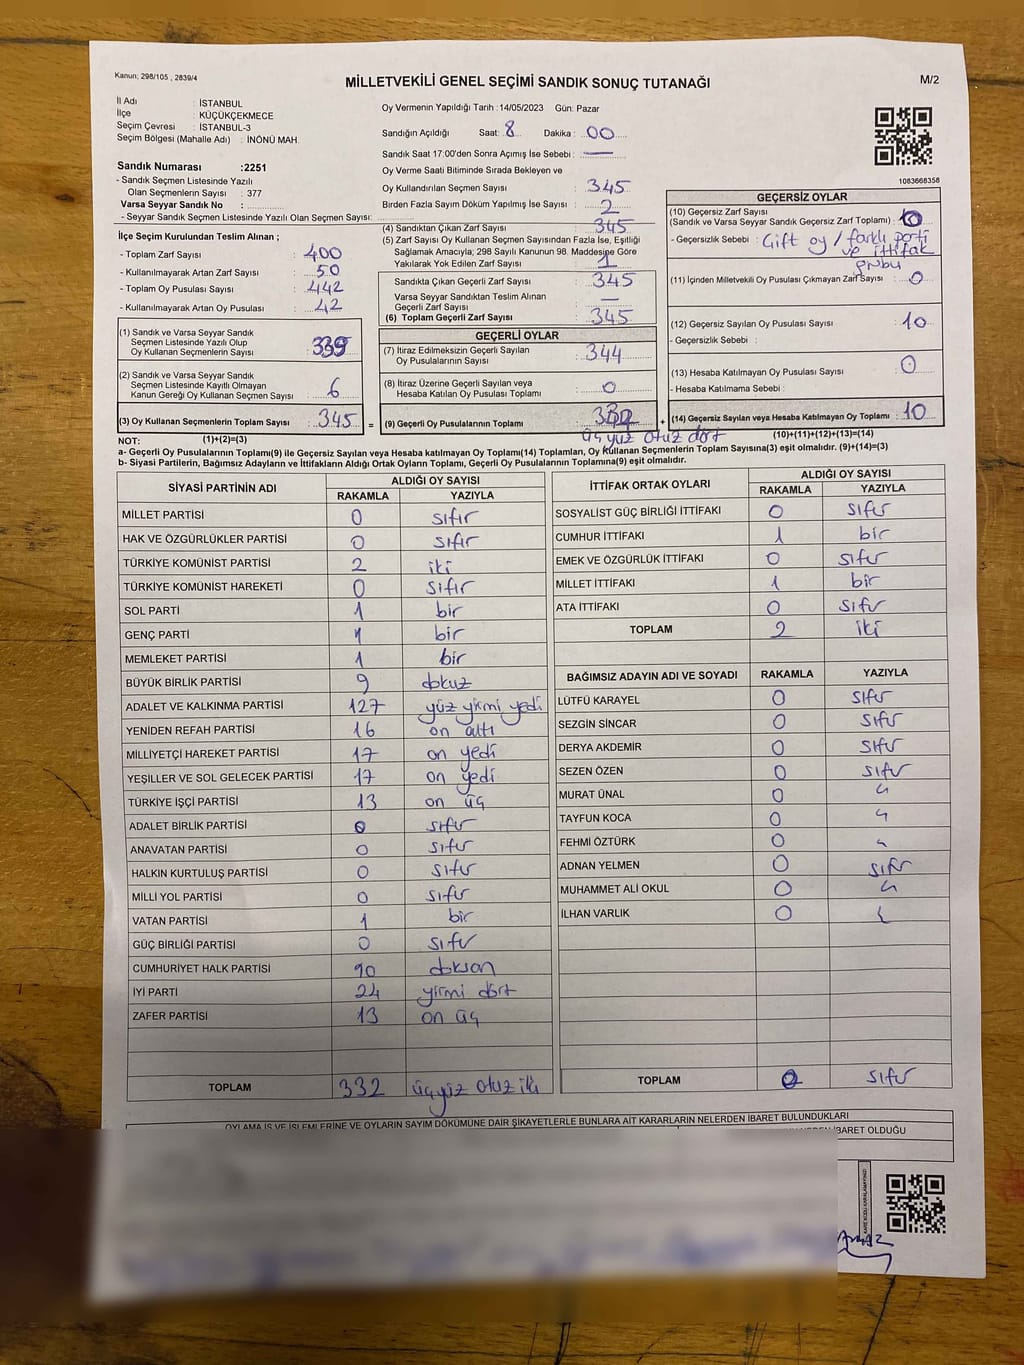 Kanun; 298/105 , 2839/4
MİLLETVEKİLİ GENEL SEÇİMİ SANDIK SONUÇ TUTANAĞI
M/2
İl Adı : İSTANBUL
İlçe : KÜÇÜKÇEKMECE
Seçim Çevresi : İSTANBUL-3
Seçim Bölgesi (Mahalle Adı) : İNÖNÜ MAH.
Sandık Numarası :2251
- Sandık Seçmen Listesinde Yazılı
Olan Seçmenlerin Sayısı : 377
Varsa Seyyar Sandık No :
- Seyyar Sandık Seçmen Listesinde Yazılı Olan Seçmen Sayısı:
İlçe Seçim Kurulundan Teslim Alınan ;
- Toplam Zarf Sayısı : 400
- Kullanılmayarak Artan Zarf Sayısı : 50
- Toplam Oy Pusulası Sayısı : 442
- Kullanılmayarak Artan Oy Pusulası : 42
(1) Sandık ve Varsa Seyyar Sandık
Seçmen Listesinde Yazılı Olup
Oy Kullanan Seçmenlerin Sayısı : 339
(2) Sandık ve Varsa Seyyar Sandık
Seçmen Listesinde Kayıtlı Olmayan
Kanun Gereği Oy Kullanan Seçmen Sayısı : 6
(3) Oy Kullanan Seçmenlerin Toplam Sayısı : 345 =
(1)+(2)=(3)
Oy Vermenin Yapıldığı Tarih :14/05/2023 Gün: Pazar
Sandığın Açıldığı Saat: 8 Dakika : 00
Sandık Saat 17:00'den Sonra Açımış İse Sebebi : —
Oy Verme Saati Bitiminde Sırada Bekleyen ve
Oy Kullandırılan Seçmen Sayısı : 345
Birden Fazla Sayım Döküm Yapılmış İse Sayısı : 2
(4) Sandıktan Çıkan Zarf Sayısı : 345
(5) Zarf Sayısı Oy Kullanan Seçmen Sayısından Fazla İse, Eşitliği
Sağlamak Amacıyla; 298 Sayılı Kanunun 98. Maddesine Göre
Yakılarak Yok Edilen Zarf Sayısı : 1
Sandıkta Çıkan Geçerli Zarf Sayısı : 345
Varsa Seyyar Sandıktan Teslim Alınan
Geçerli Zarf Sayısı : —
(6) Toplam Geçerli Zarf Sayısı : 345
GEÇERLİ OYLAR
(7) İtiraz Edilmeksizin Geçerli Sayılan
Oy Pusulalarının Sayısı : 344
(8) İtiraz Üzerine Geçerli Sayılan veya
Hesaba Katılan Oy Pusulası Toplamı : 0
(9) Geçerli Oy Pusulalarının Toplamı : +
üçyüz otuz dört
1083668358
GEÇERSİZ OYLAR
(10) Geçersiz Zarf Sayısı
(Sandık ve Varsa Seyyar Sandık Geçersiz Zarf Toplamı) :
- Geçersizlik Sebebi : Çift oy / farklı parti
ve ittifak
grubu
(11) İçinden Milletvekili Oy Pusulası Çıkmayan Zarf Sayısı : 0
(12) Geçersiz Sayılan Oy Pusulası Sayısı : 10
- Geçersizlik Sebebi :
(13) Hesaba Katılmayan Oy Pusulası Sayısı : 0
- Hesaba Katılmama Sebebi :
(14) Geçersiz Sayılan veya Hesaba Katılmayan Oy Toplamı : 10
(10)+(11)+(12)+(13)=(14)
NOT:
a- Geçerli Oy Pusulalarının Toplamı(9) ile Geçersiz Sayılan veya Hesaba katılmayan Oy Toplamı(14) Toplamları, Oy Kullanan Seçmenlerin Toplam Sayısına(3) eşit olmalıdır. (9)+(14)=(3)
b- Siyasi Partilerin, Bağımsız Adayların ve İttifakların Aldığı Ortak Oyların Toplamı, Geçerli Oy Pusulalarının Toplamına(9) eşit olmalıdır.
SİYASİ PARTİNİN ADI ALDIĞI OY SAYISI
RAKAMLA YAZIYLA
MİLLET PARTİSİ 0 sıfır
HAK VE ÖZGÜRLÜKLER PARTİSİ 0 sıfır
TÜRKİYE KOMÜNİST PARTİSİ 2 iki
TÜRKİYE KOMÜNİST HAREKETİ 0 sıfır
SOL PARTİ 1 bir
GENÇ PARTİ 1 bir
MEMLEKET PARTİSİ 1 bir
BÜYÜK BİRLİK PARTİSİ 9 dokuz
ADALET VE KALKINMA PARTİSİ 127 yüz yirmi yedi
YENİDEN REFAH PARTİSİ 16 on altı
MİLLİYETÇİ HAREKET PARTİSİ 17 on yedi
YEŞİLLER VE SOL GELECEK PARTİSİ 17 on yedi
TÜRKİYE İŞÇİ PARTİSİ 13 on üç
ADALET BİRLİK PARTİSİ 0 sıfır
ANAVATAN PARTİSİ 0 sıfır
HALKIN KURTULUŞ PARTİSİ 0 sıfır
MİLLİ YOL PARTİSİ 0 sıfır
VATAN PARTİSİ 1 bir
GÜÇ BİRLİĞİ PARTİSİ 0 sıfır
CUMHURİYET HALK PARTİSİ 90 doksan
İYİ PARTİ 24 yirmi dört
ZAFER PARTİSİ 13 on üç
TOPLAM 332 üçyüz otuz iki
İTTİFAK ORTAK OYLARI ALDIĞI OY SAYISI
RAKAMLA YAZIYLA
SOSYALİST GÜÇ BİRLİĞİ İTTİFAKI 0 sıfır
CUMHUR İTTİFAKI 1 bir
EMEK VE ÖZGÜRLÜK İTTİFAKI 0 sıfır
MİLLET İTTİFAKI 1 bir
ATA İTTİFAKI 0 sıfır
TOPLAM 2 iki
BAĞIMSIZ ADAYIN ADI VE SOYADI RAKAMLA YAZIYLA
LÜTFÜ KARAYEL 0 sıfır
SEZGİN SİNCAR 0 sıfır
DERYA AKDEMİR 0 sıfır
SEZEN ÖZEN 0 sıfır
MURAT ÜNAL 0 "
TAYFUN KOCA 0 "
FEHMİ ÖZTÜRK 0 "
ADNAN YELMEN 0 sıfır
MUHAMMET ALİ OKUL 0 "
İLHAN VARLIK 0 "
TOPLAM 0 sıfır
OYLAMA İŞ VE İŞLEMLERİNE VE OYLARIN SAYIM DÖKÜMÜNE DAİR ŞİKAYETLERLE BUNLARA AİT KARARLARIN NELERDEN İBARET BULUNDUKLARI
İBARET OLDUĞU